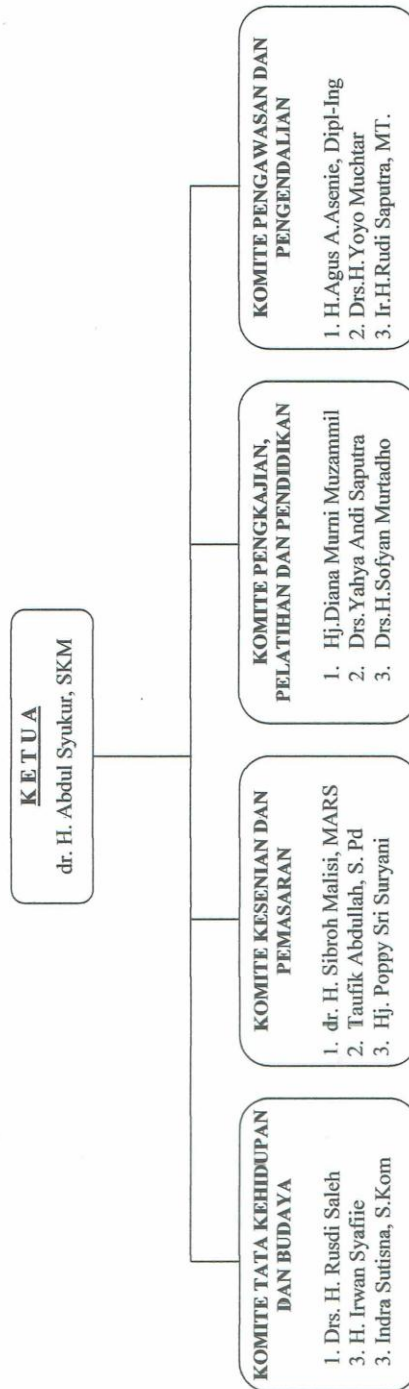 K E T U A
dr. H. Abdul Syukur, SKM
KOMITE TATA KEHIDUPAN
DAN BUDAYA
1. Drs. H. Rusdi Saleh
3. H. Irwan Syafiie
3. Indra Sutisna, S.Kom
KOMITE KESENIAN DAN
PEMASARAN
1. dr. H. Sibroh Malisi, MARS
2. Taufik Abdullah, S. Pd
3. Hj. Poppy Sri Suryani
KOMITE PENGKAJIAN,
PELATIHAN DAN PENDIDIKAN
1. Hj.Diana Murni Muzammil
2. Drs.Yahya Andi Saputra
3. Drs.H.Sofyan Murtadho
KOMITE PENGAWASAN DAN
PENGENDALIAN
1. H.Agus A.Asenie, Dipl-Ing
2. Drs.H.Yoyo Muchtar
3. Ir.H.Rudi Saputra, MT.